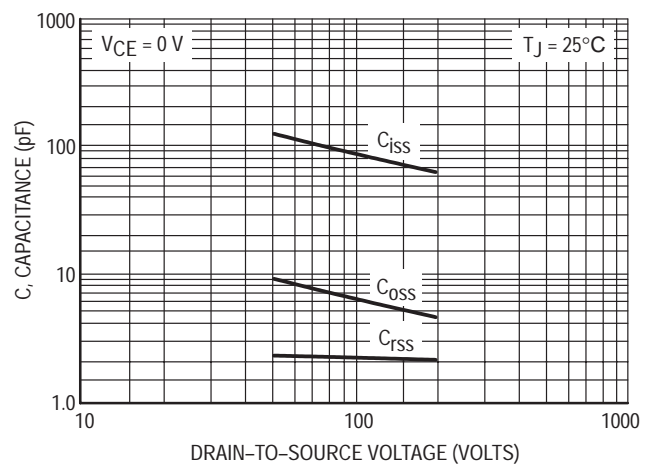 1000
V_CE = 0 V
T_J = 25°C
C_iss
100
C, CAPACITANCE (pF)
10
C_oss
C_rss
1.0
10
100
1000
DRAIN–TO–SOURCE VOLTAGE (VOLTS)